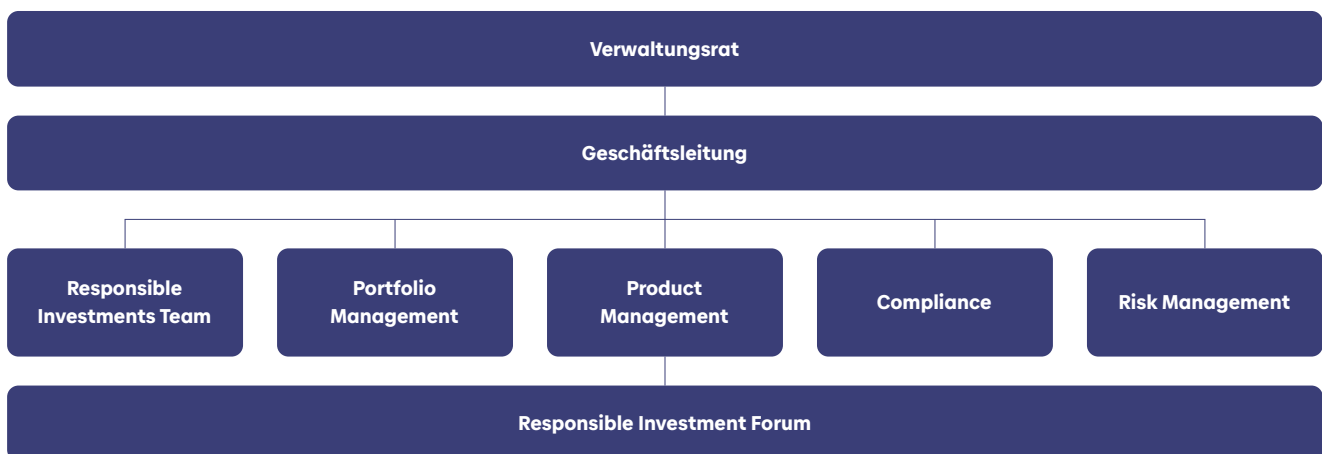 Verwaltungsrat
Geschäftsleitung
Responsible
Investments Team
Portfolio
Management
Product
Management
Compliance
Risk Management
Responsible Investment Forum